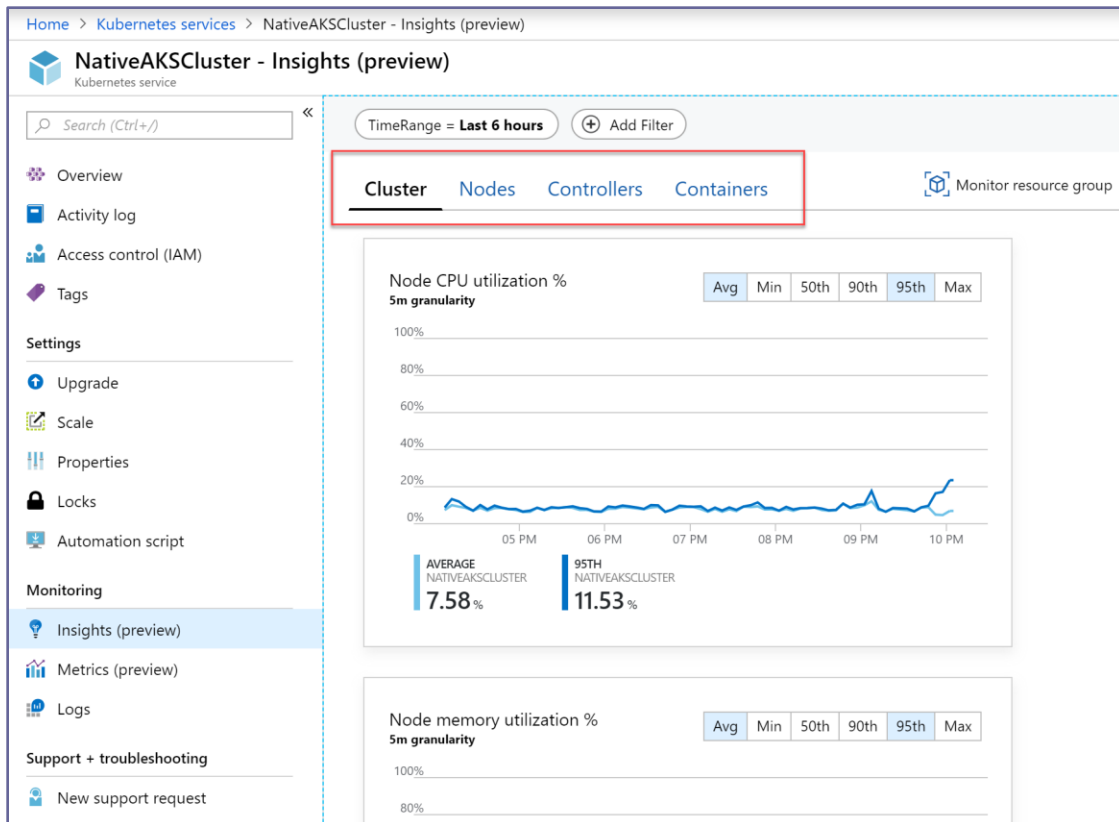 Home > Kubernetes services > NativeAKSCluster - Insights (preview)
NativeAKSCluster - Insights (preview)
Kubernetes service
Search (Ctrl+/)
«
Overview
Activity log
Access control (IAM)
Tags
Settings
Upgrade
Scale
Properties
Locks
Automation script
Monitoring
Insights (preview)
Metrics (preview)
Logs
Support + troubleshooting
New support request
TimeRange = Last 6 hours
Add Filter
Cluster Nodes Controllers Containers
Monitor resource group
Node CPU utilization %
5m granularity
Avg Min 50th 90th 95th Max
100%
80%
60%
40%
20%
0%
05 PM 06 PM 07 PM 08 PM 09 PM 10 PM
AVERAGE
NATIVEAKSCLUSTER
7.58 %
95TH
NATIVEAKSCLUSTER
11.53 %
Node memory utilization %
5m granularity
Avg Min 50th 90th 95th Max
100%
80%